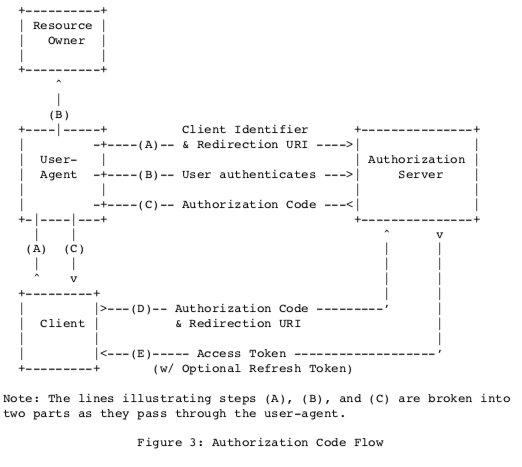 Resource
Owner
(B)
Client Identifier
(A) & Redirection URI
User-
Agent
(B) User authenticates
Authorization
Server
(C) Authorization Code
(A) (C)
(D) Authorization Code
Client & Redirection URI
(E) Access Token
(w/ Optional Refresh Token)
Note: The lines illustrating steps (A), (B), and (C) are broken into
two parts as they pass through the user-agent.
Figure 3: Authorization Code Flow